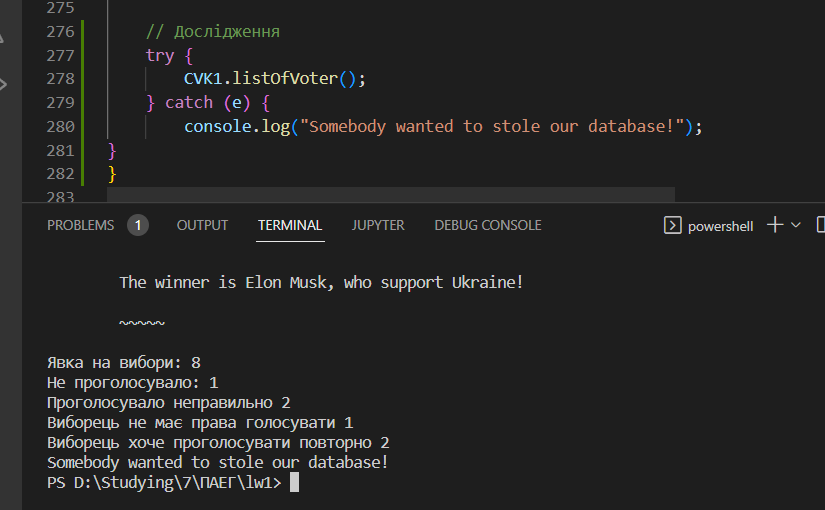 275
276 // Дослідження
277 try {
278 CVK1.listOfVoter();
279 } catch (e) {
280 console.log("Somebody wanted to stole our database!");
281 }
282 }
283
PROBLEMS 1 OUTPUT TERMINAL JUPYTER DEBUG CONSOLE powershell
The winner is Elon Musk, who support Ukraine!
~~~~~
Явка на вибори: 8
Не проголосувало: 1
Проголосувало неправильно 2
Виборець не має права голосувати 1
Виборець хоче проголосувати повторно 2
Somebody wanted to stole our database!
PS D:\Studying\7\ПАЕГ\lw1>